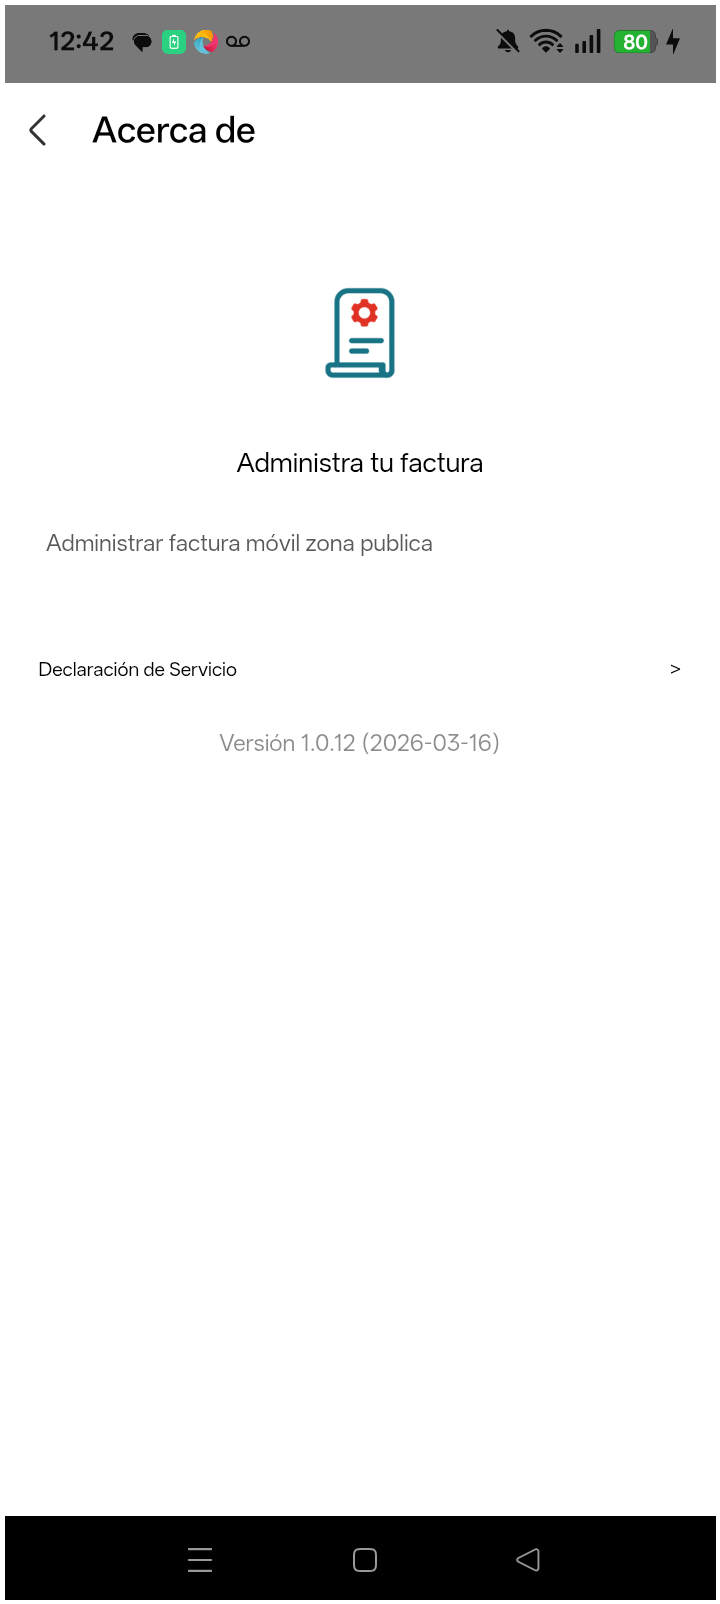 12:42
80
Acerca de
Administra tu factura
Administrar factura móvil zona publica
Declaración de Servicio >
Versión 1.0.12 (2026-03-16)